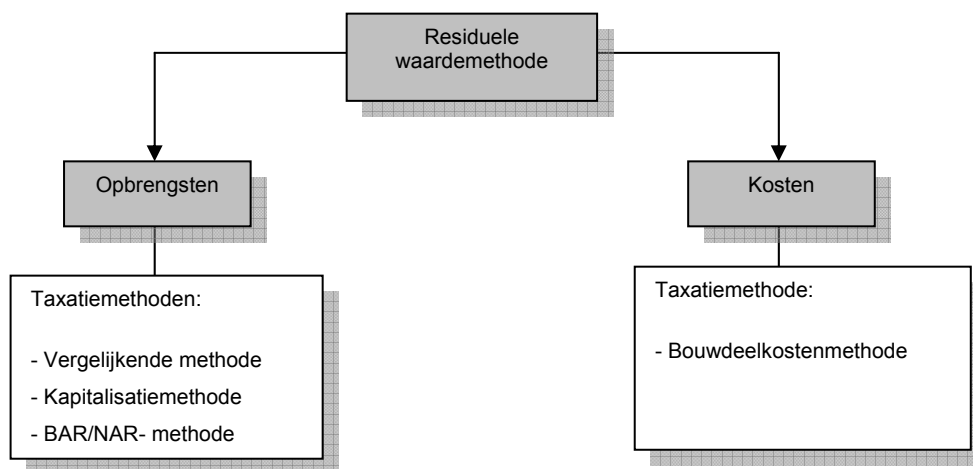 Residuele
waardemethode
Opbrengsten
Kosten
Taxatiemethoden:
- Vergelijkende methode
- Kapitalisatiemethode
- BAR/NAR- methode
Taxatiemethode:
- Bouwdeelkostenmethode